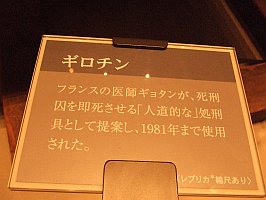 ギロチン
フランスの医師ギョタンが、死刑
囚を即死させる「人道的な」処刑
具として提案し、1981年まで使用
された。
(レプリカ*縮尺あり)